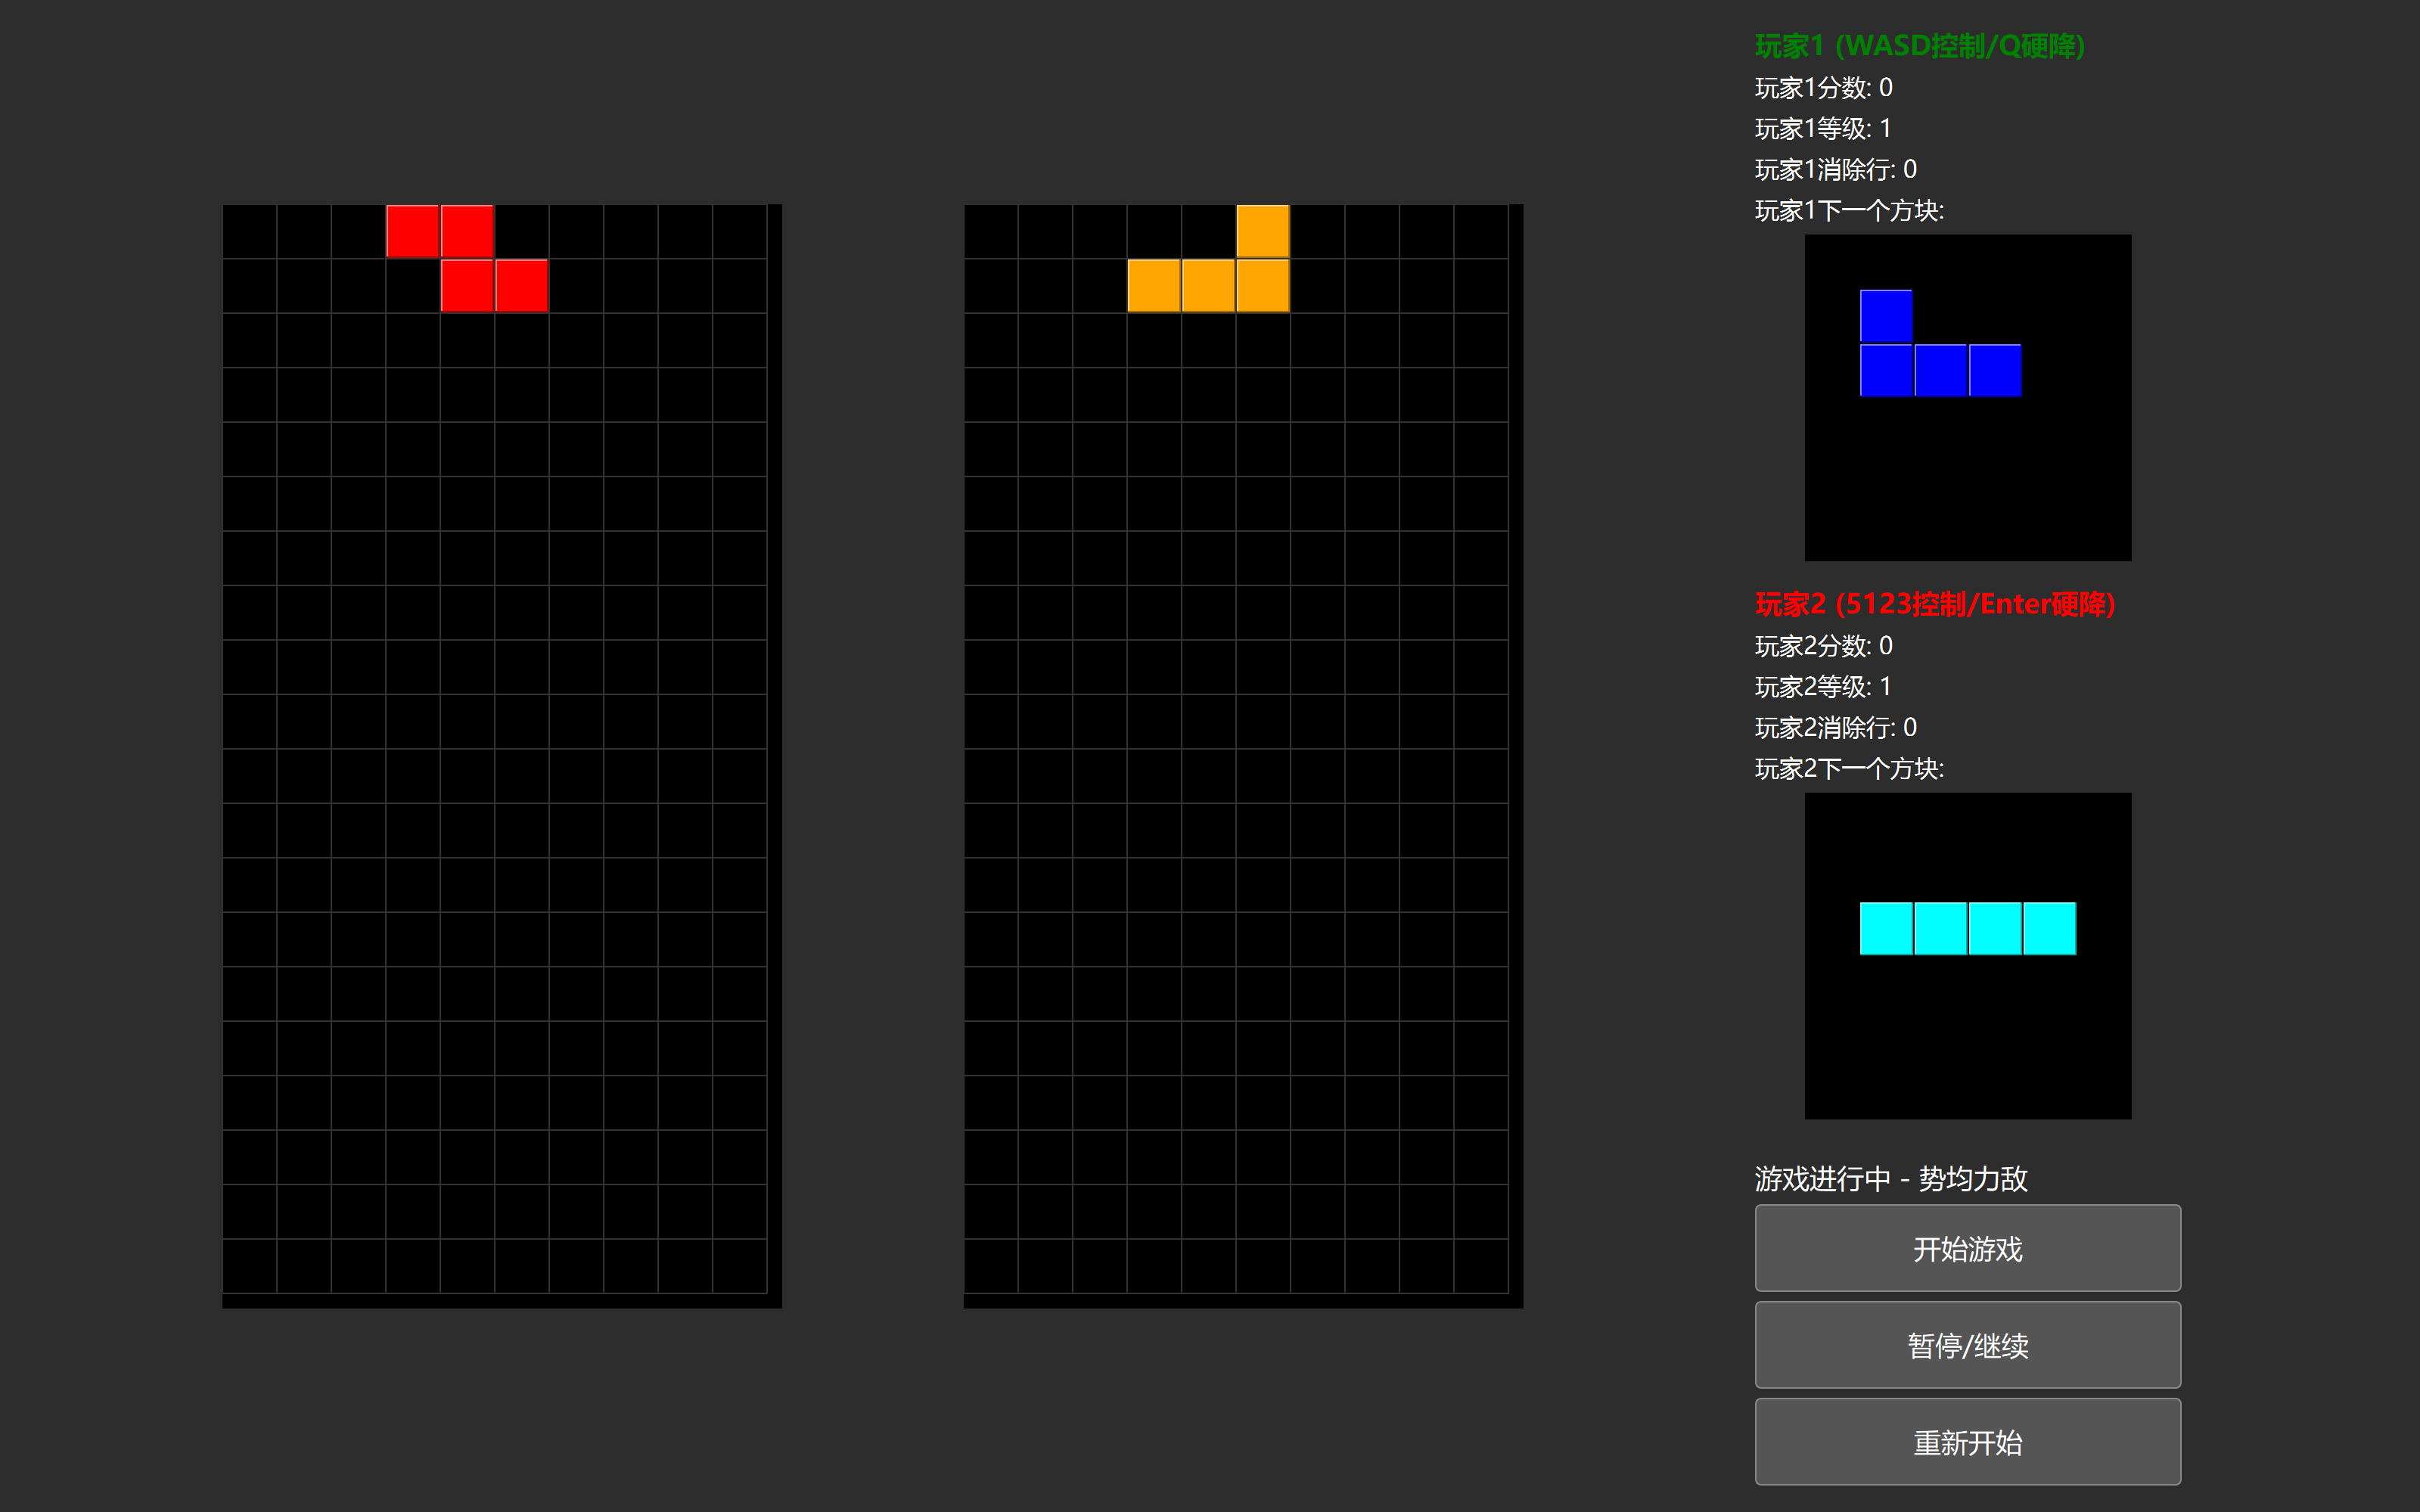 玩家1 (WASD控制/Q硬降)
玩家1分数: 0
玩家1等级: 1
玩家1消除行: 0
玩家1下一个方块:
玩家2 (5123控制/Enter硬降)
玩家2分数: 0
玩家2等级: 1
玩家2消除行: 0
玩家2下一个方块:
游戏进行中 - 势均力敌
开始游戏
暂停/继续
重新开始